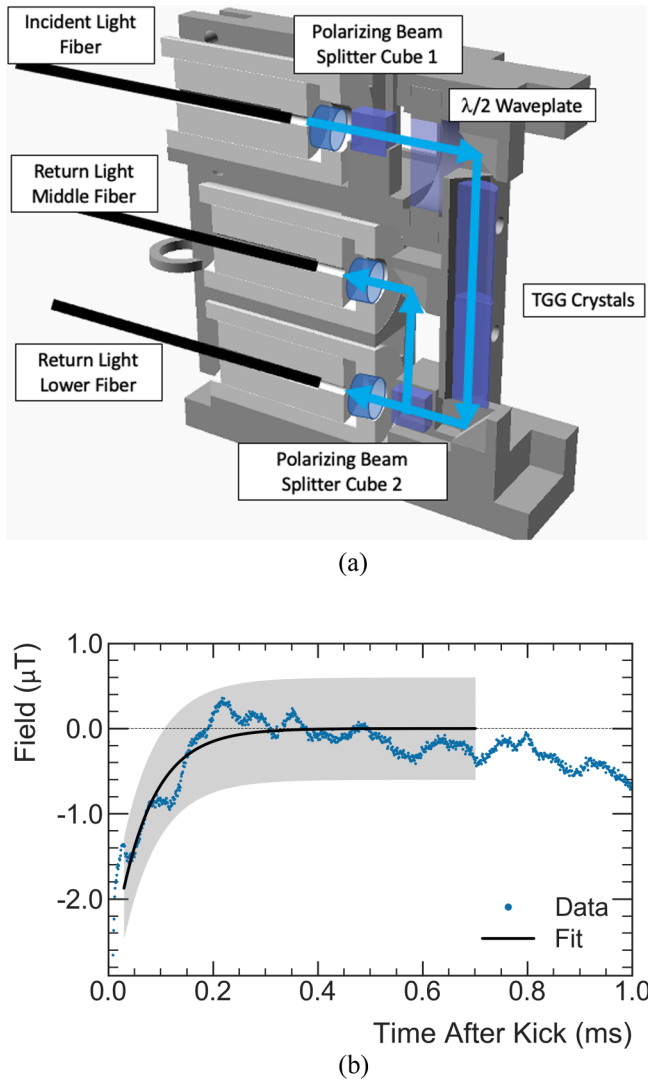 Incident Light
Fiber
Polarizing Beam
Splitter Cube 1
λ/2 Waveplate
Return Light
Middle Fiber
TGG Crystals
Return Light
Lower Fiber
Polarizing Beam
Splitter Cube 2
(a)
Field (μT)
1.0
0.0
-1.0
-2.0
Data
Fit
0.0 0.2 0.4 0.6 0.8 1.0
Time After Kick (ms)
(b)